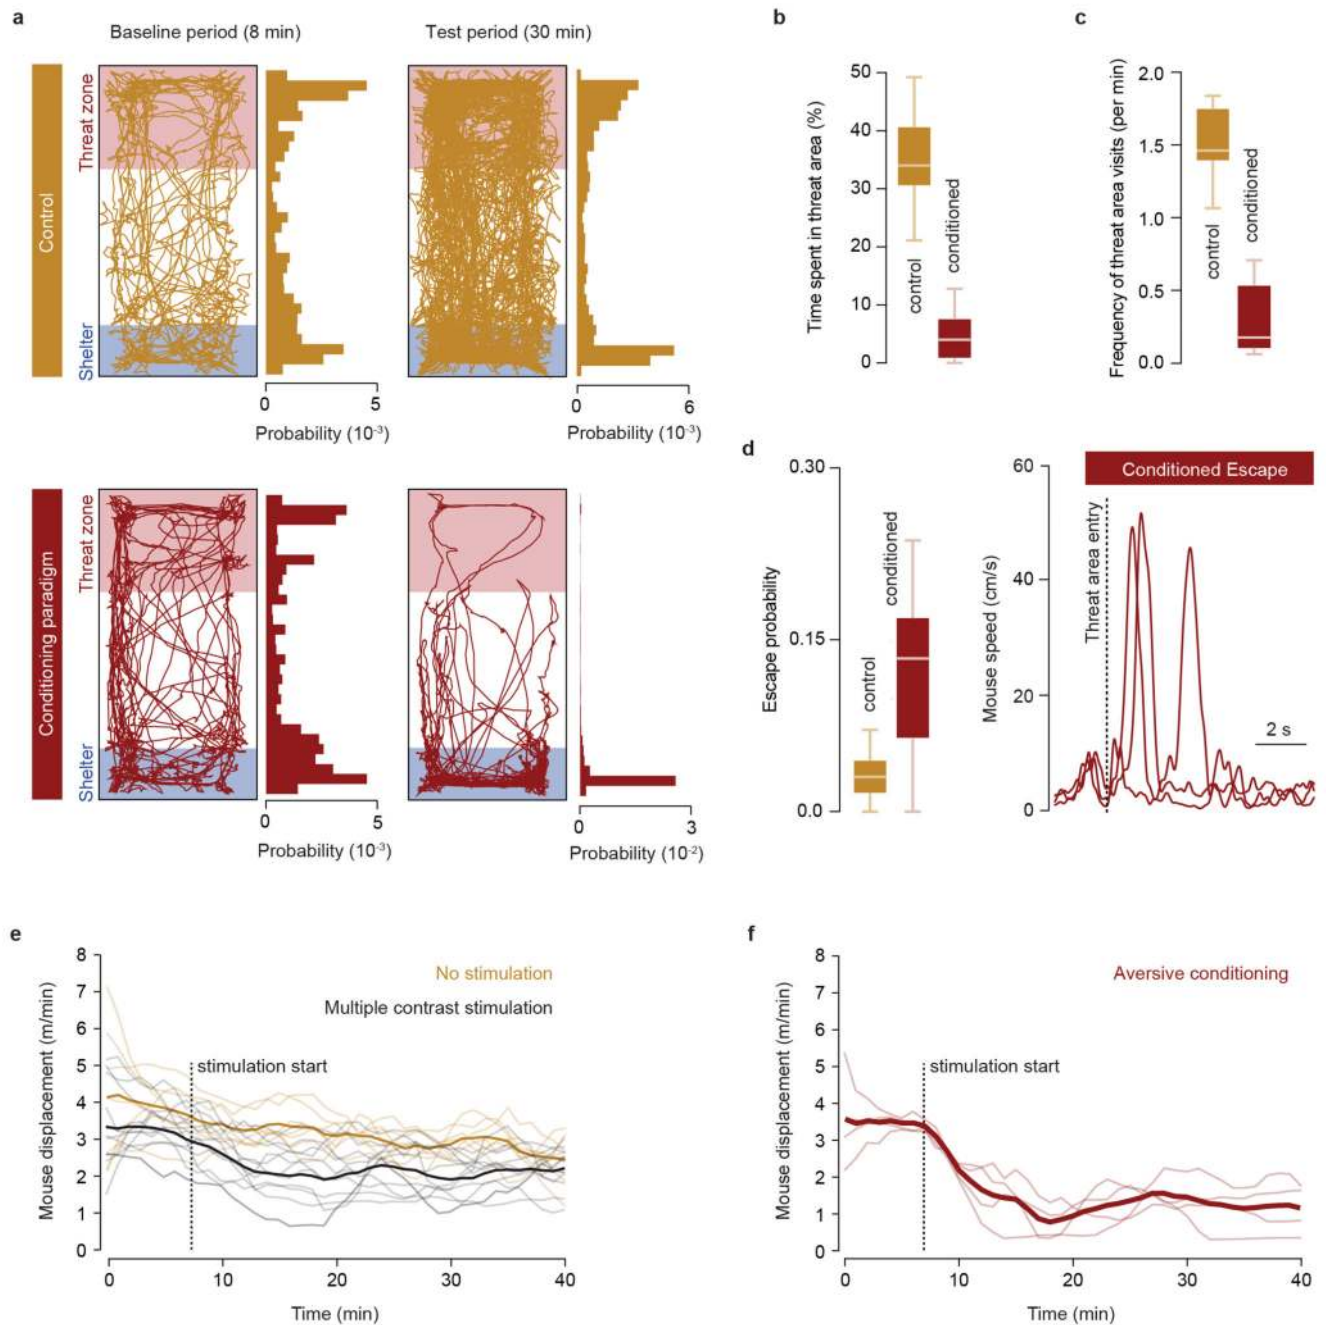 a
Baseline period (8 min)
Test period (30 min)
Control
Threat zone
Shelter
0
5
Probability (10-3)
0
6
Probability (10-3)
Conditioning paradigm
Threat zone
Shelter
0
5
Probability (10-3)
0
3
Probability (10-2)
b
Time spent in threat area (%)
50
40
30
20
10
0
control
conditioned
c
Frequency of threat area visits (per min)
2.0
1.5
1.0
0.5
0.0
control
conditioned
d
Escape probability
0.30
0.15
0.0
control
conditioned
Mouse speed (cm/s)
60
40
20
0
Conditioned Escape
Threat area entry
2 s
e
Mouse displacement (m/min)
8
7
6
5
4
3
2
1
0
No stimulation
Multiple contrast stimulation
stimulation start
0
10
20
30
40
Time (min)
f
Mouse displacement (m/min)
8
7
6
5
4
3
2
1
0
Aversive conditioning
stimulation start
0
10
20
30
40
Time (min)